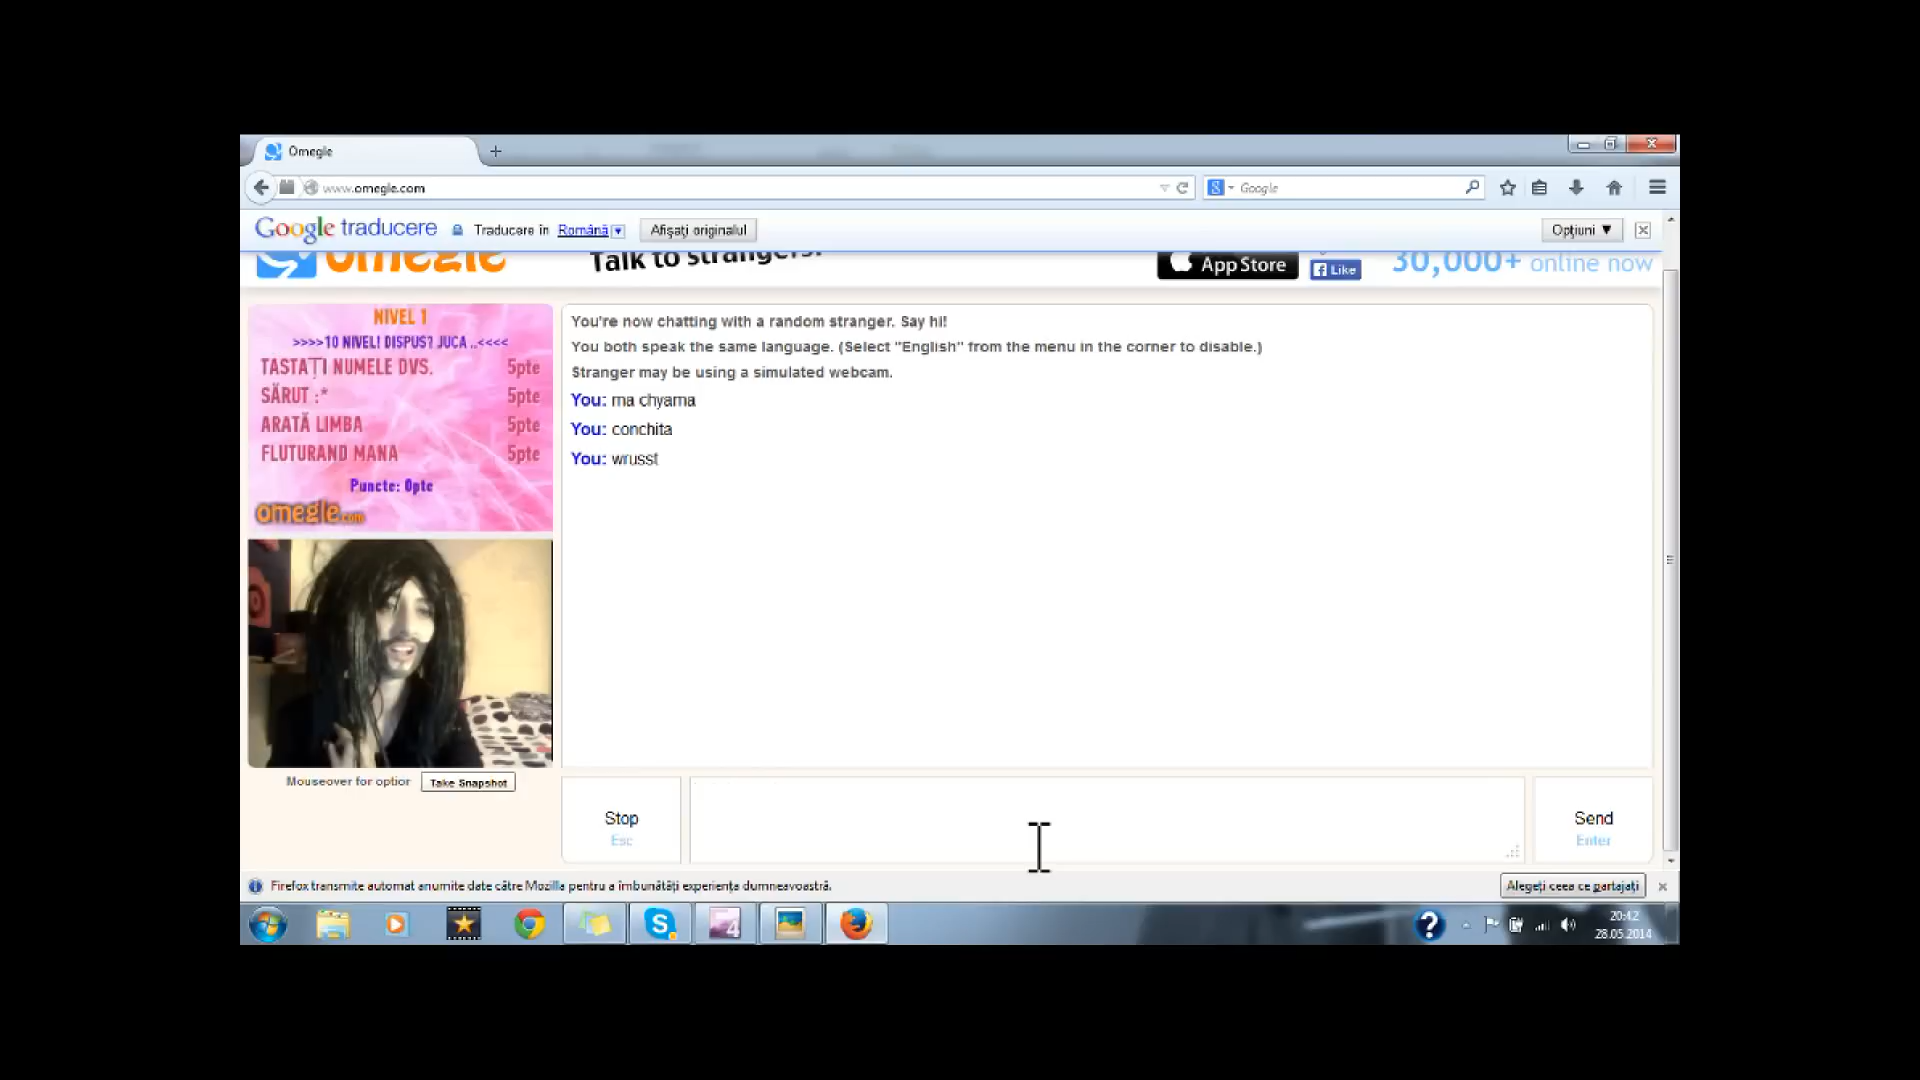 Omegle
www.omegle.com
Google
Google traducere Traducere în Română Afișați originalul Opțiuni ▼
omegle Talk to strangers! App Store Like 30,000+ online now
NIVEL 1
>>>>10 NIVEL! DISPUS? JUCA ..<<<<
TASTAȚI NUMELE DVS. 5pte
SĂRUT :* 5pte
ARATĂ LIMBA 5pte
FLUTURAND MANA 5pte
Puncte: 0pte
omegle.com
You're now chatting with a random stranger. Say hi!
You both speak the same language. (Select "English" from the menu in the corner to disable.)
Stranger may be using a simulated webcam.
You: ma chyama
You: conchita
You: wrusst
Mouseover for optior Take Snapshot
Stop
Esc
Send
Enter
Firefox transmite automat anumite date către Mozilla pentru a îmbunătăți experiența dumneavoastră. Alegeți ceea ce partajați
20:42
28.05.2014